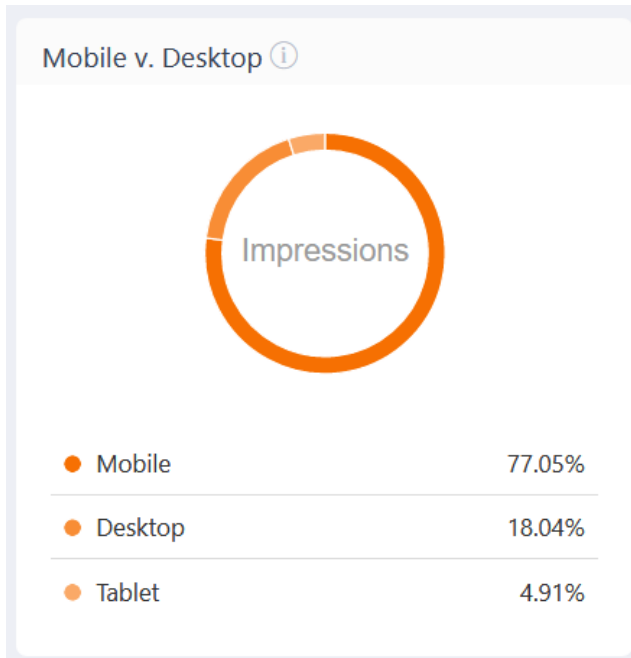 Mobile v. Desktop
Impressions
Mobile 77.05%
Desktop 18.04%
Tablet 4.91%